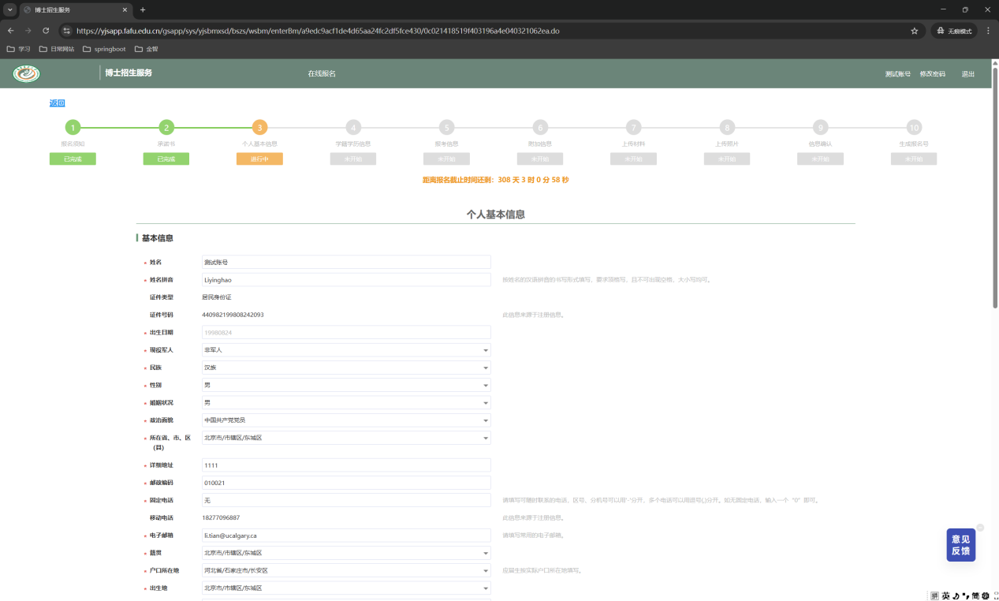 博士招生服务
https://yjsapp.fafu.edu.cn/gsapp/sys/yjsbmxsd/bszs/wsbm/enterBm/a9edc9acf1de4d65aa24fc2df5fce430/0c021418519f403196a4e040321062ea.do
无痕模式
学习 日常网站 springboot 金智
博士招生服务 在线报名 测试账号 修改密码 退出
返回
1 2 3 4 5 6 7 8 9 10
报名须知 承诺书 个人基本信息 学籍学历信息 报考信息 附加信息 上传材料 上传照片 信息确认 生成报名号
已完成 已完成 进行中 未开始 未开始 未开始 未开始 未开始 未开始 未开始
距离报名截止时间还剩: 308 天 3 时 0 分 58 秒
个人基本信息
基本信息
* 姓名 测试账号
* 姓名拼音 Liyinghao 按姓名的汉语拼音的书写形式填写，要求顶格写，且不可出现空格，大小写均可。
证件类型 居民身份证
证件号码 440982199808242093 此信息来源于注册信息。
* 出生日期 19980824
* 现役军人 非军人
* 民族 汉族
* 性别 男
* 婚姻状况 男
* 政治面貌 中国共产党党员
* 所在省、市、区 北京市/市辖区/东城区
（县）
* 详细地址 1111
* 邮政编码 010021
* 固定电话 无 请填写可随时联系的电话，区号、分机号可以用'-'分开，多个电话可以用逗号(,)分开。如无固定电话，输入一个 "0" 即可。
移动电话 18277096887 此信息来源于注册信息。
* 电子邮箱 li.tian@ucalgary.ca 请填写常用的电子邮箱。
* 籍贯 北京市/市辖区/东城区
* 户口所在地 河北省/石家庄市/长安区 应届生按实际户口所在地填写。
* 出生地 北京市/市辖区/东城区
意见
反馈
拼 英 简